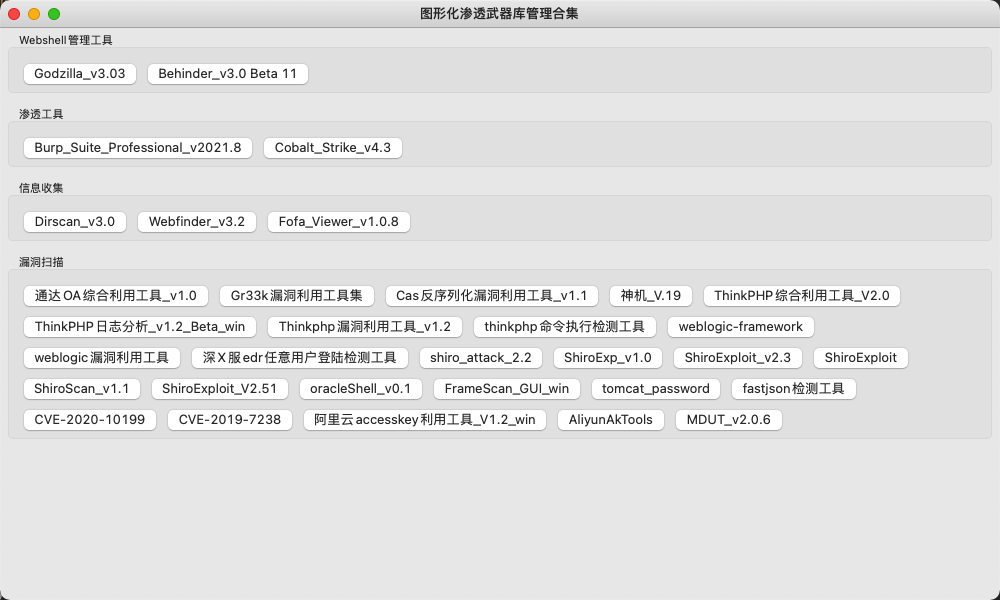 图形化渗透武器库管理合集
Webshell管理工具
Godzilla_v3.03 Behinder_v3.0 Beta 11
渗透工具
Burp_Suite_Professional_v2021.8 Cobalt_Strike_v4.3
信息收集
Dirscan_v3.0 Webfinder_v3.2 Fofa_Viewer_v1.0.8
漏洞扫描
通达OA综合利用工具_v1.0 Gr33k漏洞利用工具集 Cas反序列化漏洞利用工具_v1.1 神机_V.19 ThinkPHP综合利用工具_V2.0
ThinkPHP日志分析_v1.2_Beta_win Thinkphp漏洞利用工具_v1.2 thinkphp命令执行检测工具 weblogic-framework
weblogic漏洞利用工具 深X服edr任意用户登陆检测工具 shiro_attack_2.2 ShiroExp_v1.0 ShiroExploit_v2.3 ShiroExploit
ShiroScan_v1.1 ShiroExploit_V2.51 oracleShell_v0.1 FrameScan_GUI_win tomcat_password fastjson检测工具
CVE-2020-10199 CVE-2019-7238 阿里云accesskey利用工具_V1.2_win AliyunAkTools MDUT_v2.0.6